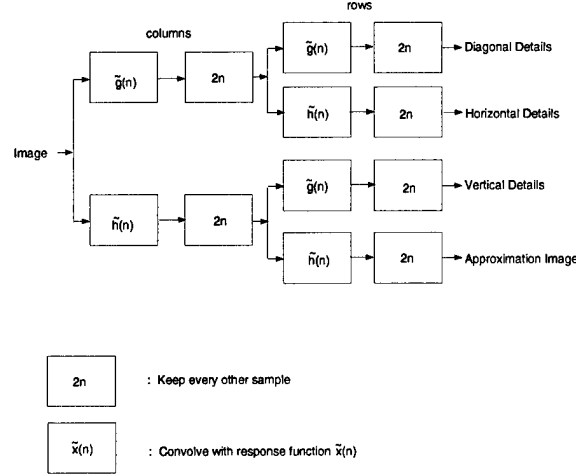 rows
columns
g̃(n)
2n
Diagonal Details
g̃(n)
2n
h̃(n)
2n
Horizontal Details
Image
g̃(n)
2n
Vertical Details
h̃(n)
2n
h̃(n)
2n
Approximation Image
2n
: Keep every other sample
x̃(n)
: Convolve with response function x̃(n)